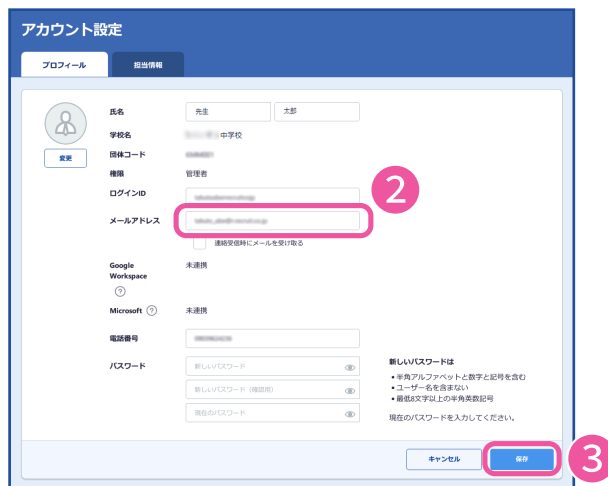 アカウント設定
プロフィール 担当情報
氏名 先生 太郎
学校名 中学校
変更
団体コード
権限 管理者
ログインID
2
メールアドレス
連絡受信時にメールを受け取る
Google Workspace ? 未連携
Microsoft ? 未連携
電話番号
パスワード 新しいパスワード
新しいパスワード（確認用）
現在のパスワード
新しいパスワードは
• 半角アルファベットと数字と記号を含む
• ユーザー名を含まない
• 最低8文字以上の半角英数記号
現在のパスワードを入力してください。
キャンセル 保存 3